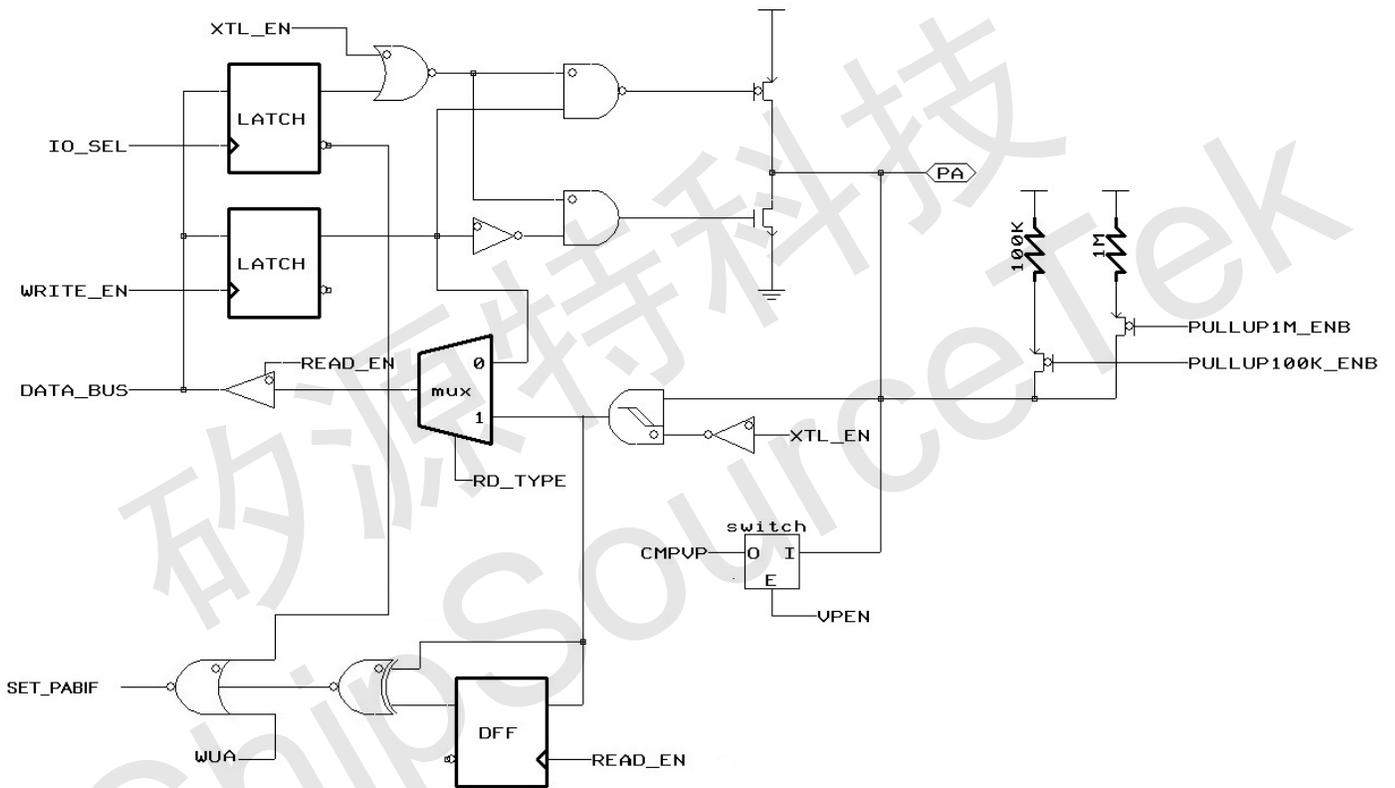 XTL_EN
LATCH
IO_SEL
PA
LATCH
100K
1M
WRITE_EN
PULLUP1M_ENB
READ_EN
0
PULLUP100K_ENB
DATA_BUS
mux
1
XTL_EN
RD_TYPE
switch
CMPVP
O I
E
VPEN
SET_PABIF
DFF
WUA
READ_EN
矽源特科技
ChipSourceTek